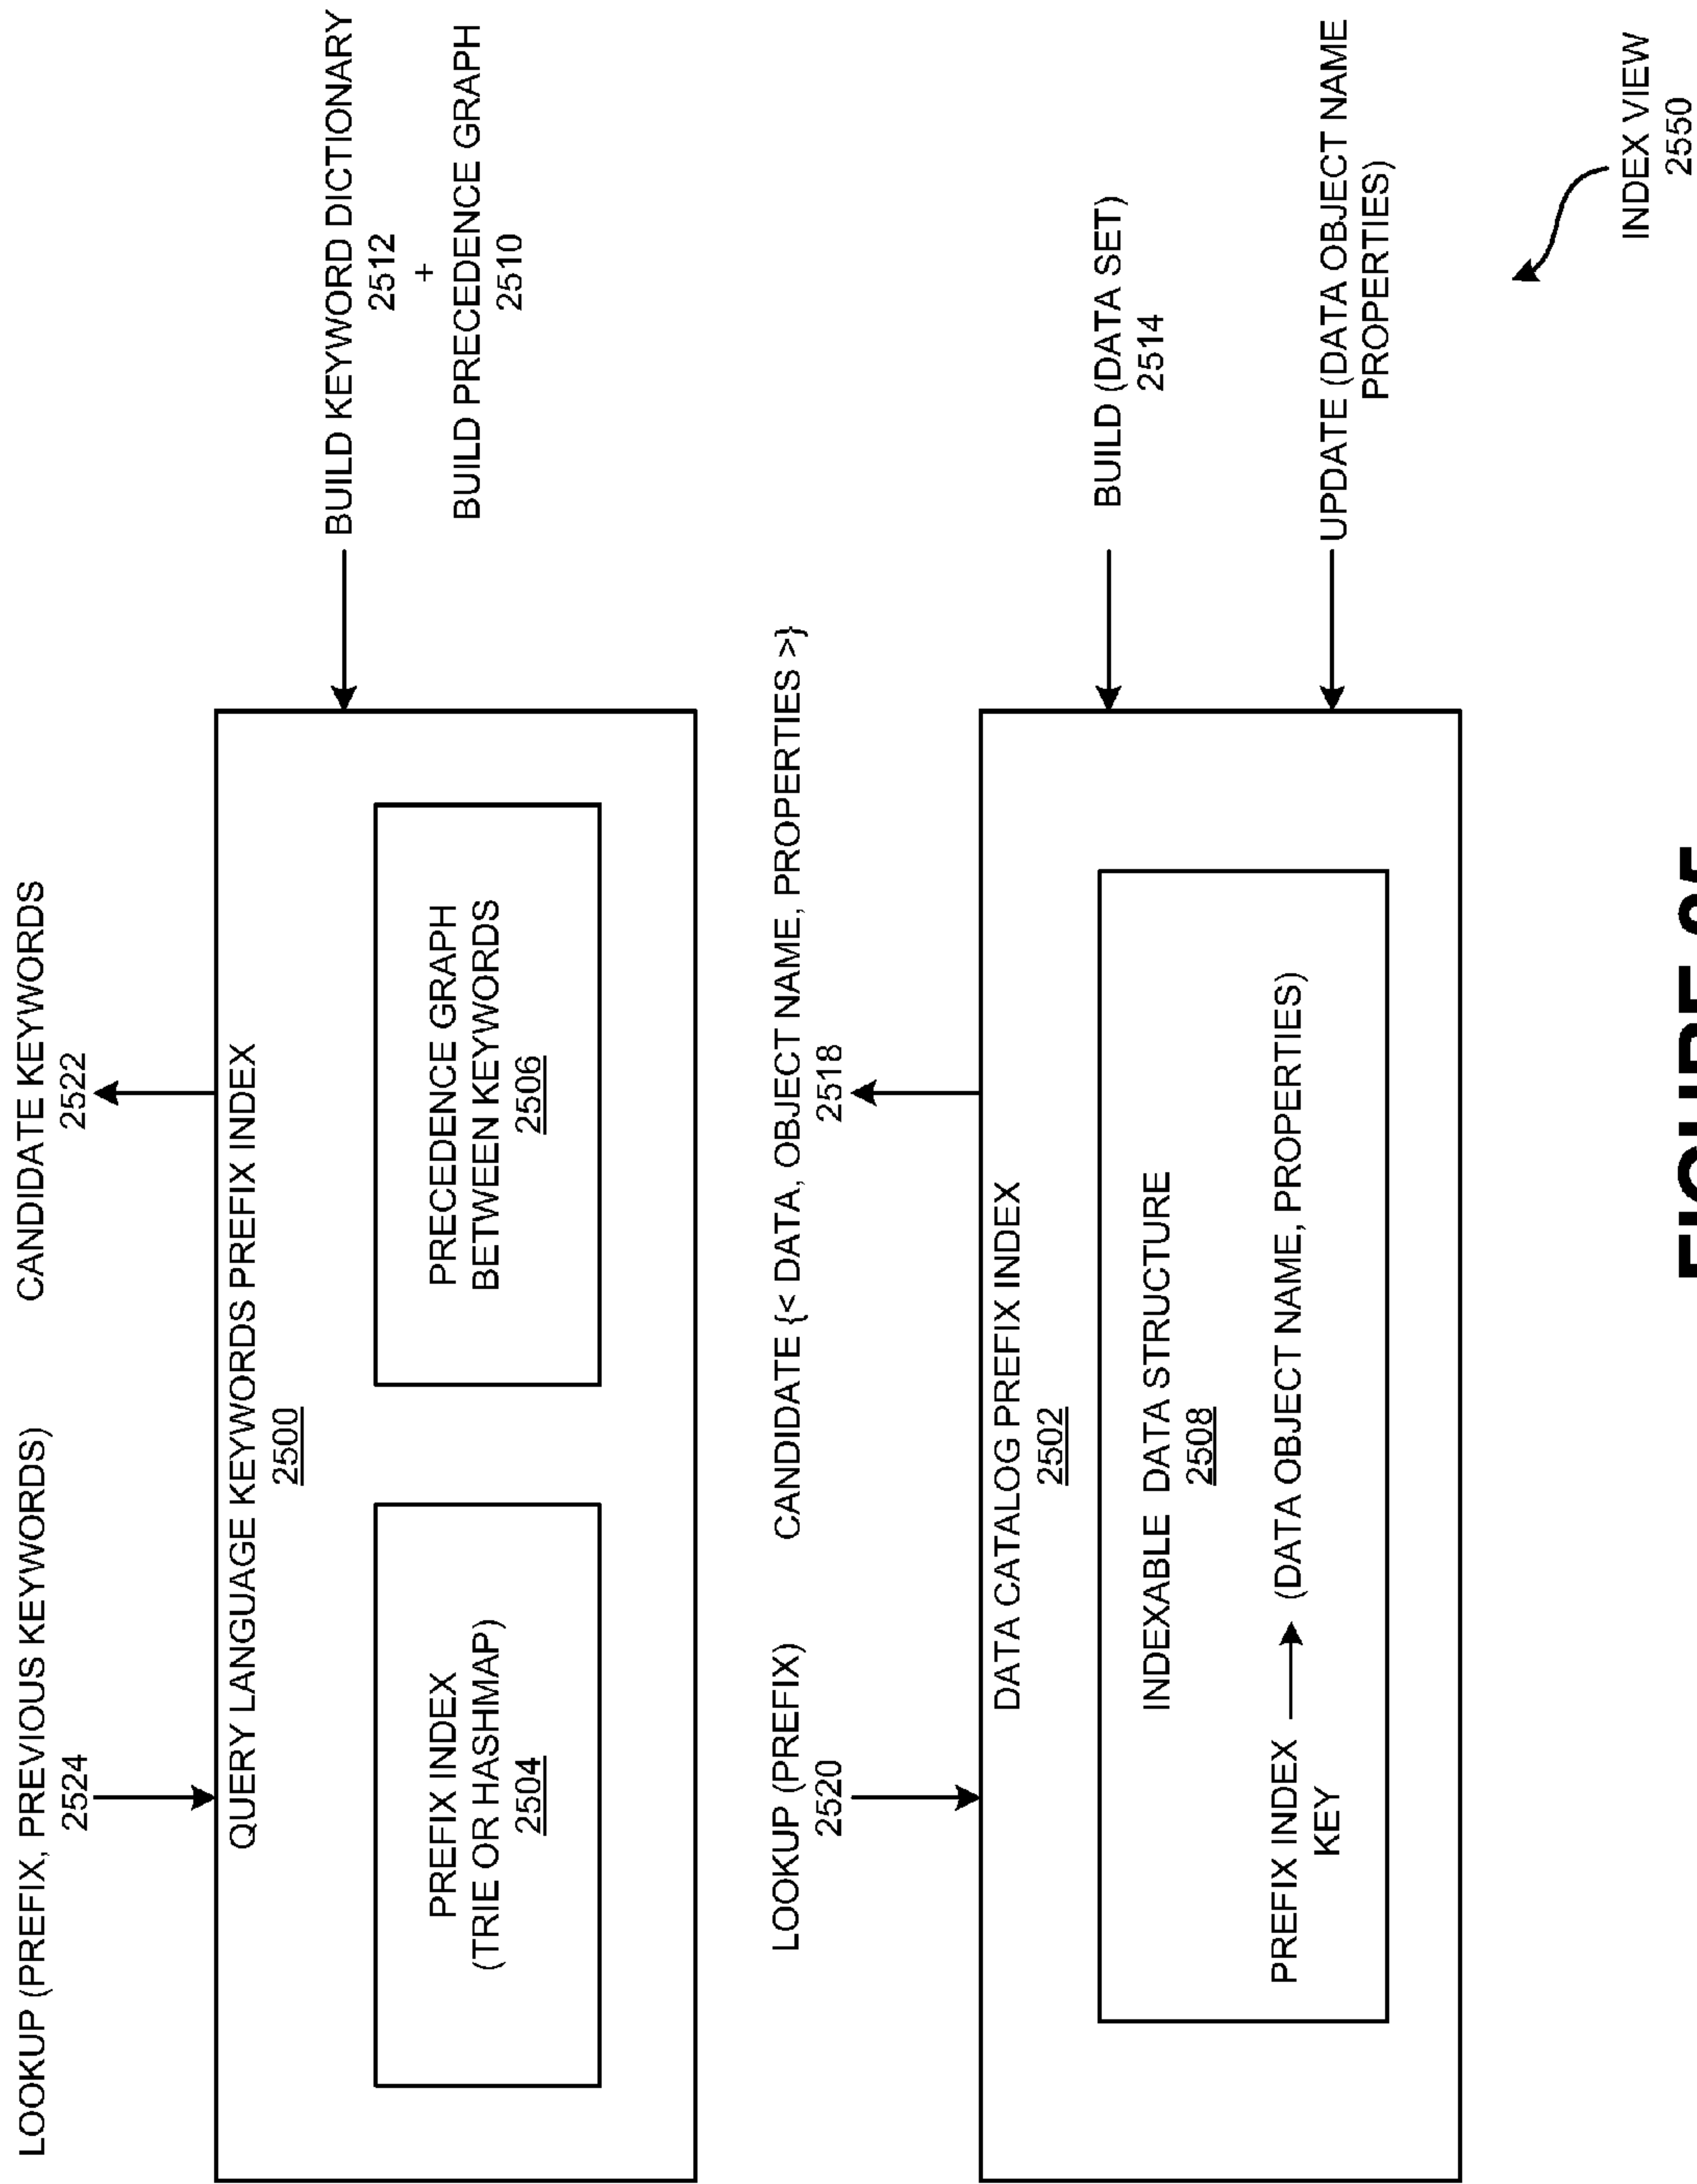 LOOKUP (PREFIX, PREVIOUS KEYWORDS)
2524
CANDIDATE KEYWORDS
2522
QUERY LANGUAGE KEYWORDS PREFIX INDEX
2500
PREFIX INDEX
(TRIE OR HASHMAP)
2504
PRECEDENCE GRAPH
BETWEEN KEYWORDS
2506
BUILD KEYWORD DICTIONARY
2512
+
BUILD PRECEDENCE GRAPH
2510
LOOKUP (PREFIX)
2520
CANDIDATE {< DATA, OBJECT NAME, PROPERTIES >}
2518
DATA CATALOG PREFIX INDEX
2502
INDEXABLE DATA STRUCTURE
2508
PREFIX INDEX
KEY
(DATA OBJECT NAME, PROPERTIES)
BUILD (DATA SET)
2514
UPDATE (DATA OBJECT NAME
PROPERTIES)
INDEX VIEW
2550
FIGURE 25